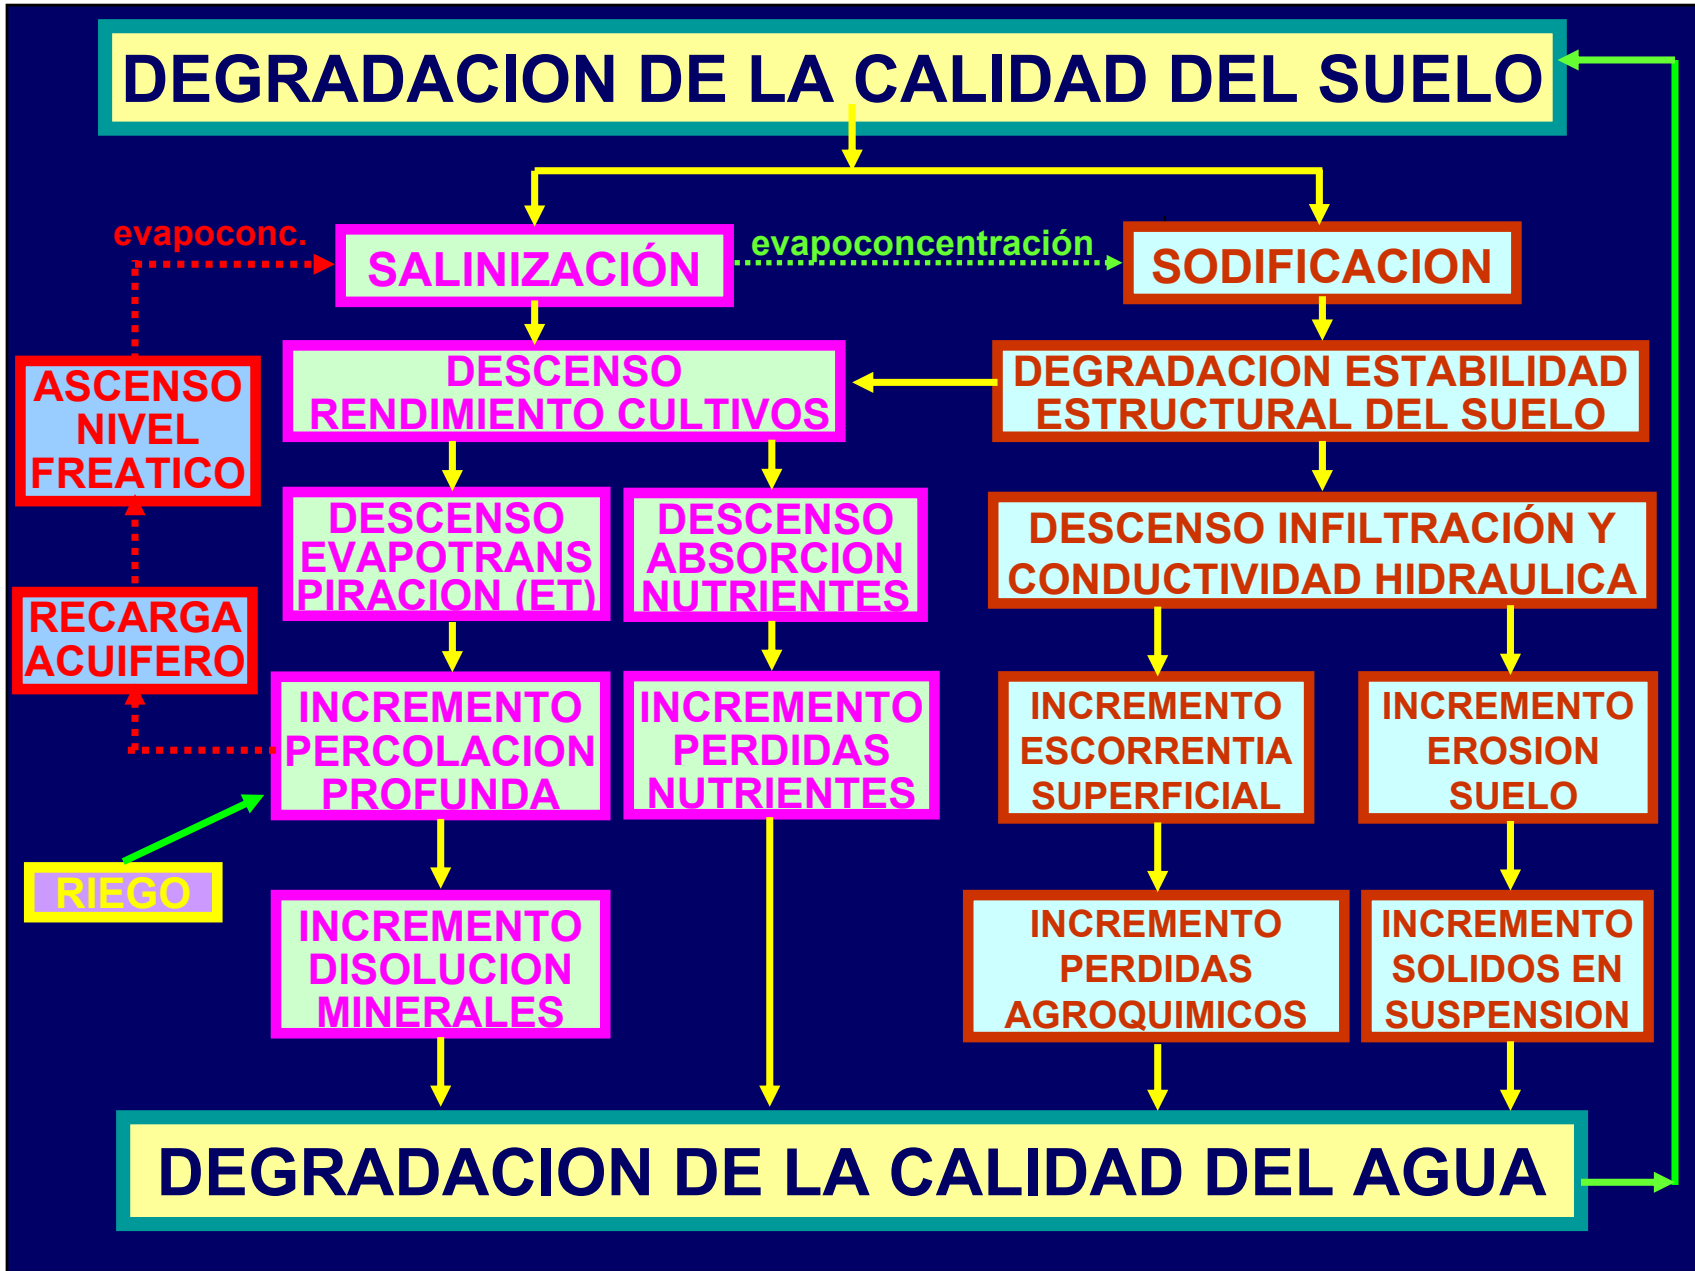 DEGRADACION DE LA CALIDAD DEL SUELO
evapoconc.
SALINIZACIÓN
evapoconcentración
SODIFICACION
ASCENSO
NIVEL
FREATICO
DESCENSO
RENDIMIENTO CULTIVOS
DEGRADACION ESTABILIDAD
ESTRUCTURAL DEL SUELO
DESCENSO
EVAPOTRANS
PIRACION (ET)
DESCENSO
ABSORCION
NUTRIENTES
DESCENSO INFILTRACIÓN Y
CONDUCTIVIDAD HIDRAULICA
RECARGA
ACUIFERO
INCREMENTO
PERCOLACION
PROFUNDA
INCREMENTO
PERDIDAS
NUTRIENTES
INCREMENTO
ESCORRENTIA
SUPERFICIAL
INCREMENTO
EROSION
SUELO
RIEGO
INCREMENTO
DISOLUCION
MINERALES
INCREMENTO
PERDIDAS
AGROQUIMICOS
INCREMENTO
SOLIDOS EN
SUSPENSION
DEGRADACION DE LA CALIDAD DEL AGUA